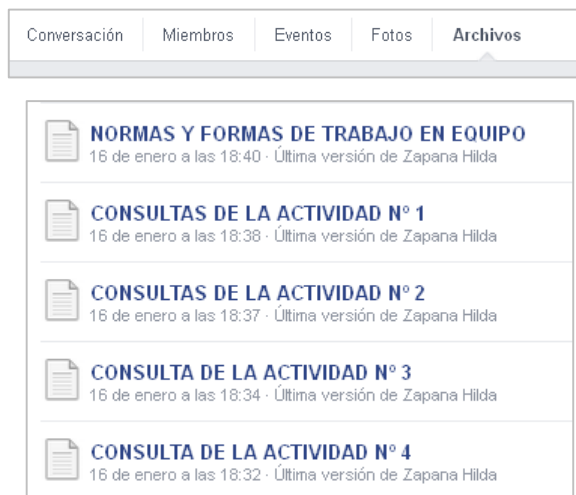 Conversación Miembros Eventos Fotos Archivos
NORMAS Y FORMAS DE TRABAJO EN EQUIPO
16 de enero a las 18:40 · Última versión de Zapana Hilda
CONSULTAS DE LA ACTIVIDAD Nº 1
16 de enero a las 18:38 · Última versión de Zapana Hilda
CONSULTAS DE LA ACTIVIDAD Nº 2
16 de enero a las 18:37 · Última versión de Zapana Hilda
CONSULTA DE LA ACTIVIDAD Nº 3
16 de enero a las 18:34 · Última versión de Zapana Hilda
CONSULTA DE LA ACTIVIDAD Nº 4
16 de enero a las 18:32 · Última versión de Zapana Hilda